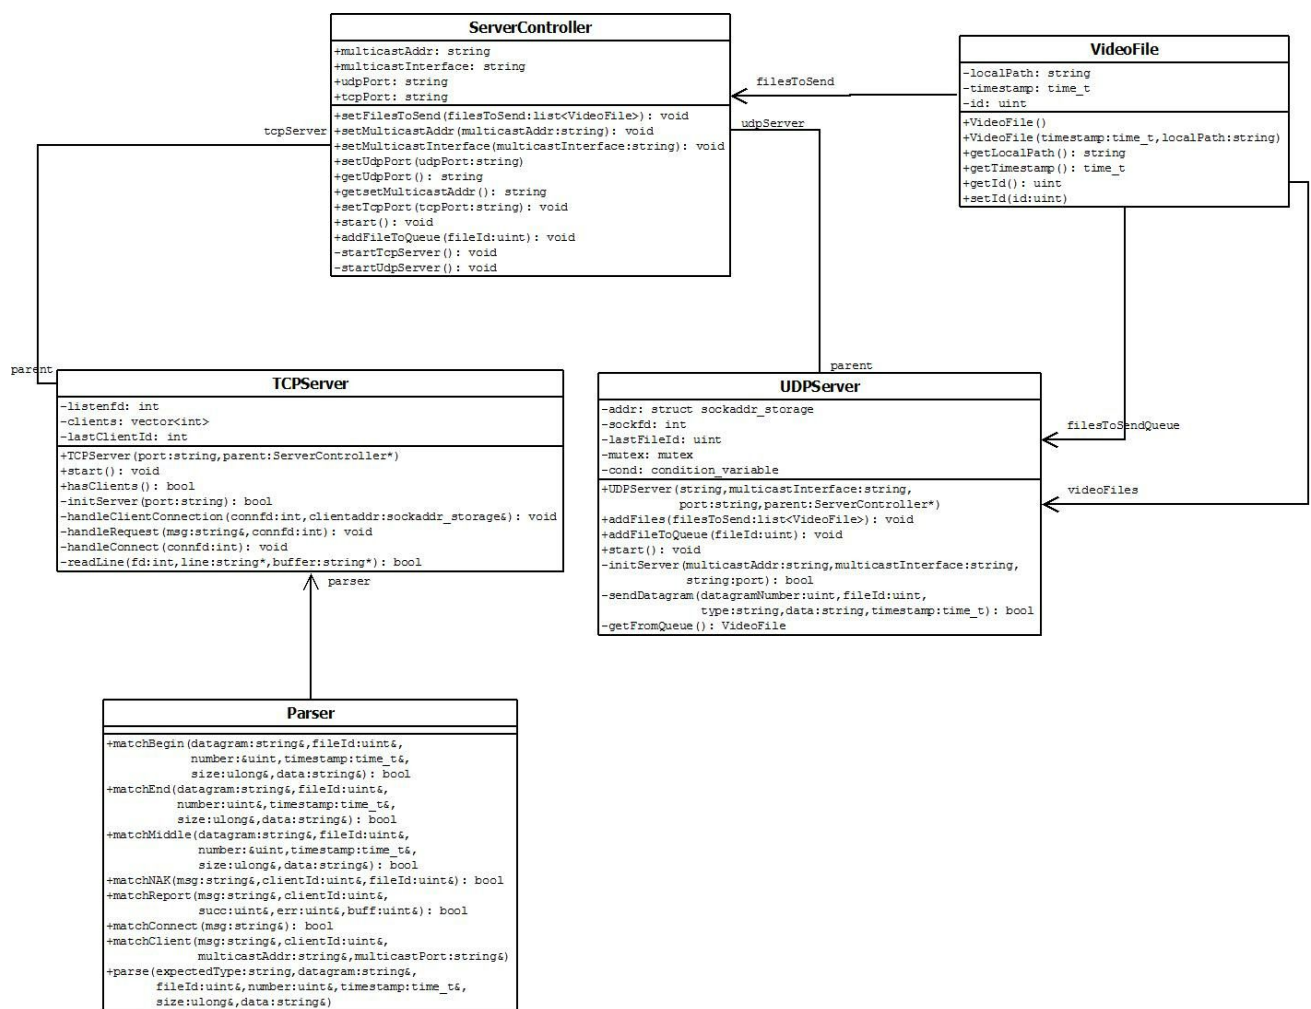 ServerController
+multicastAddr: string
+multicastInterface: string
+udpPort: string
+tcpPort: string
+setFilesToSend(filesToSend:list<VideoFile>): void
+setMulticastAddr(multicastAddr:string): void
+setMulticastInterface(multicastInterface:string): void
+setUdpPort(udpPort:string)
+getUdpPort(): string
+getsetMulticastAddr(): string
+setTcpPort(tcpPort:string): void
+start(): void
+addFileToQueue(fileId:uint): void
-startTcpServer(): void
-startUdpServer(): void
filesToSend
udpServer
tcpServer
VideoFile
-localPath: string
-timestamp: time_t
-id: uint
+VideoFile()
+VideoFile(timestamp:time_t,localPath:string)
+getLocalPath(): string
+getTimestamp(): time_t
+getId(): uint
+setId(id:uint)
parent
TCPServer
-listenfd: int
-clients: vector<int>
-lastClientId: int
+TCPServer(port:string,parent:ServerController*)
+start(): void
+hasClients(): bool
-initServer(port:string): bool
-handleClientConnection(connfd:int,clientaddr:sockaddr_storage&): void
-handleRequest(msg:string&,connfd:int): void
-handleConnect(connfd:int): void
-readLine(fd:int,line:string*,buffer:string*): bool
parent
UDPServer
-addr: struct sockaddr_storage
-sockfd: int
-lastFileId: uint
-mutex: mutex
-cond: condition_variable
+UDPServer(string,multicastInterface:string,
port:string,parent:ServerController*)
+addFiles(filesToSend:list<VideoFile>): void
+addFileToQueue(fileId:uint): void
+start(): void
-initServer(multicastAddr:string,multicastInterface:string,
string:port): bool
-sendDatagram(datagramNumber:uint,fileId:uint,
type:string,data:string,timestamp:time_t): bool
-getFromQueue(): VideoFile
filesToSendQueue
videoFiles
parser
Parser
+matchBegin(datagram:string&,fileId:uint&,
number:&uint,timestamp:time_t&,
size:ulong&,data:string&): bool
+matchEnd(datagram:string&,fileId:uint&,
number:uint&,timestamp:time_t&,
size:ulong&,data:string&): bool
+matchMiddle(datagram:string&,fileId:uint&,
number:&uint,timestamp:time_t&,
size:ulong&,data:string&): bool
+matchNAK(msg:string&,clientId:uint&,fileId:uint&): bool
+matchReport(msg:string&,clientId:uint&,
succ:uint&,err:uint&,buff:uint&): bool
+matchConnect(msg:string&): bool
+matchClient(msg:string&,clientId:uint&,
multicastAddr:string&,multicastPort:string&)
+parse(expectedType:string,datagram:string&,
fileId:uint&,number:uint&,timestamp:time_t&,
size:ulong&,data:string&)